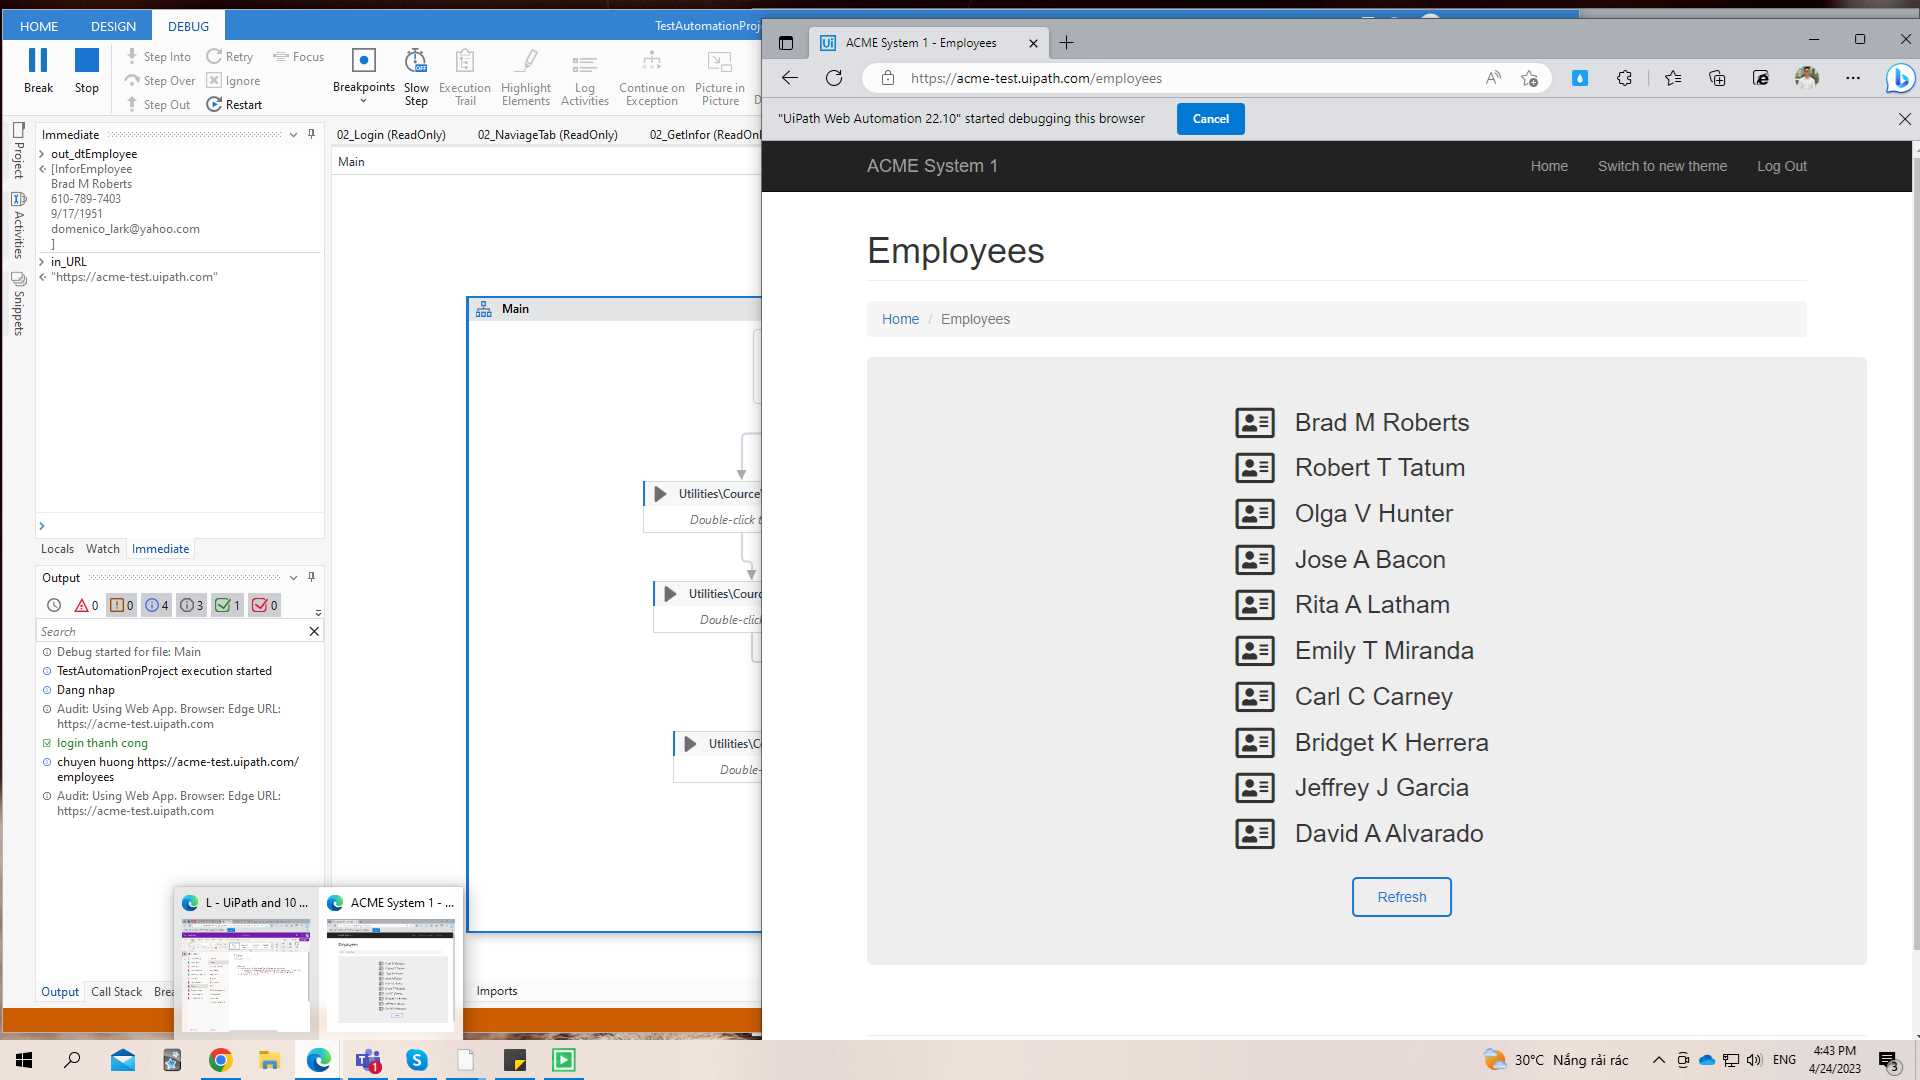 HOME DESIGN DEBUG
TestAutomationProj
Break
Stop
Step Into
Step Over
Step Out
Retry
Ignore
Restart
Focus
Breakpoints
Slow Step
OFF
Execution Trail
Highlight Elements
Log Activities
Continue on Exception
Picture in Picture
D
Project
Activities
Snippets
Immediate
out_dtEmployee
[InforEmployee
Brad M Roberts
610-789-7403
9/17/1951
domenico_lark@yahoo.com
]
in_URL
"https://acme-test.uipath.com"
Locals Watch Immediate
Output
0 0 4 3 1 0
Search
Debug started for file: Main
TestAutomationProject execution started
Dang nhap
Audit: Using Web App. Browser: Edge URL:
https://acme-test.uipath.com
login thanh cong
chuyen huong https://acme-test.uipath.com/
employees
Audit: Using Web App. Browser: Edge URL:
https://acme-test.uipath.com
Output Call Stack Brea
02_Login (ReadOnly) 02_NaviageTab (ReadOnly) 02_GetInfor (ReadOnl
Main
Main
Utilities\Cource\
Double-click t
Utilities\Courc
Double-clic
Utilities\Co
Double-
Imports
L - UiPath and 10 ...
ACME System 1 - ...
Ui ACME System 1 - Employees
https://acme-test.uipath.com/employees
"UiPath Web Automation 22.10" started debugging this browser
Cancel
ACME System 1
Home Switch to new theme Log Out
Employees
Home / Employees
Brad M Roberts
Robert T Tatum
Olga V Hunter
Jose A Bacon
Rita A Latham
Emily T Miranda
Carl C Carney
Bridget K Herrera
Jeffrey J Garcia
David A Alvarado
Refresh
1
30°C Nắng rải rác
ENG
4:43 PM
4/24/2023
3